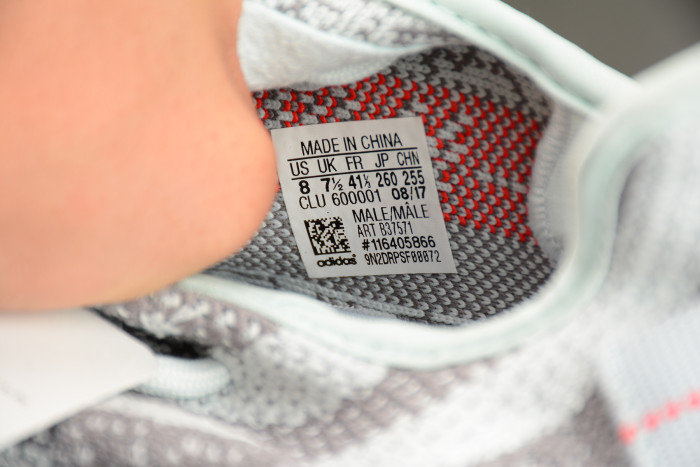 MADE IN CHINA
US UK FR JP CHN
8 7½ 41⅓ 260 255
CLU 600001 08/17
MALE/MÂLE
ART B37571
#116405866
adidas® 9N2DRPSF00072